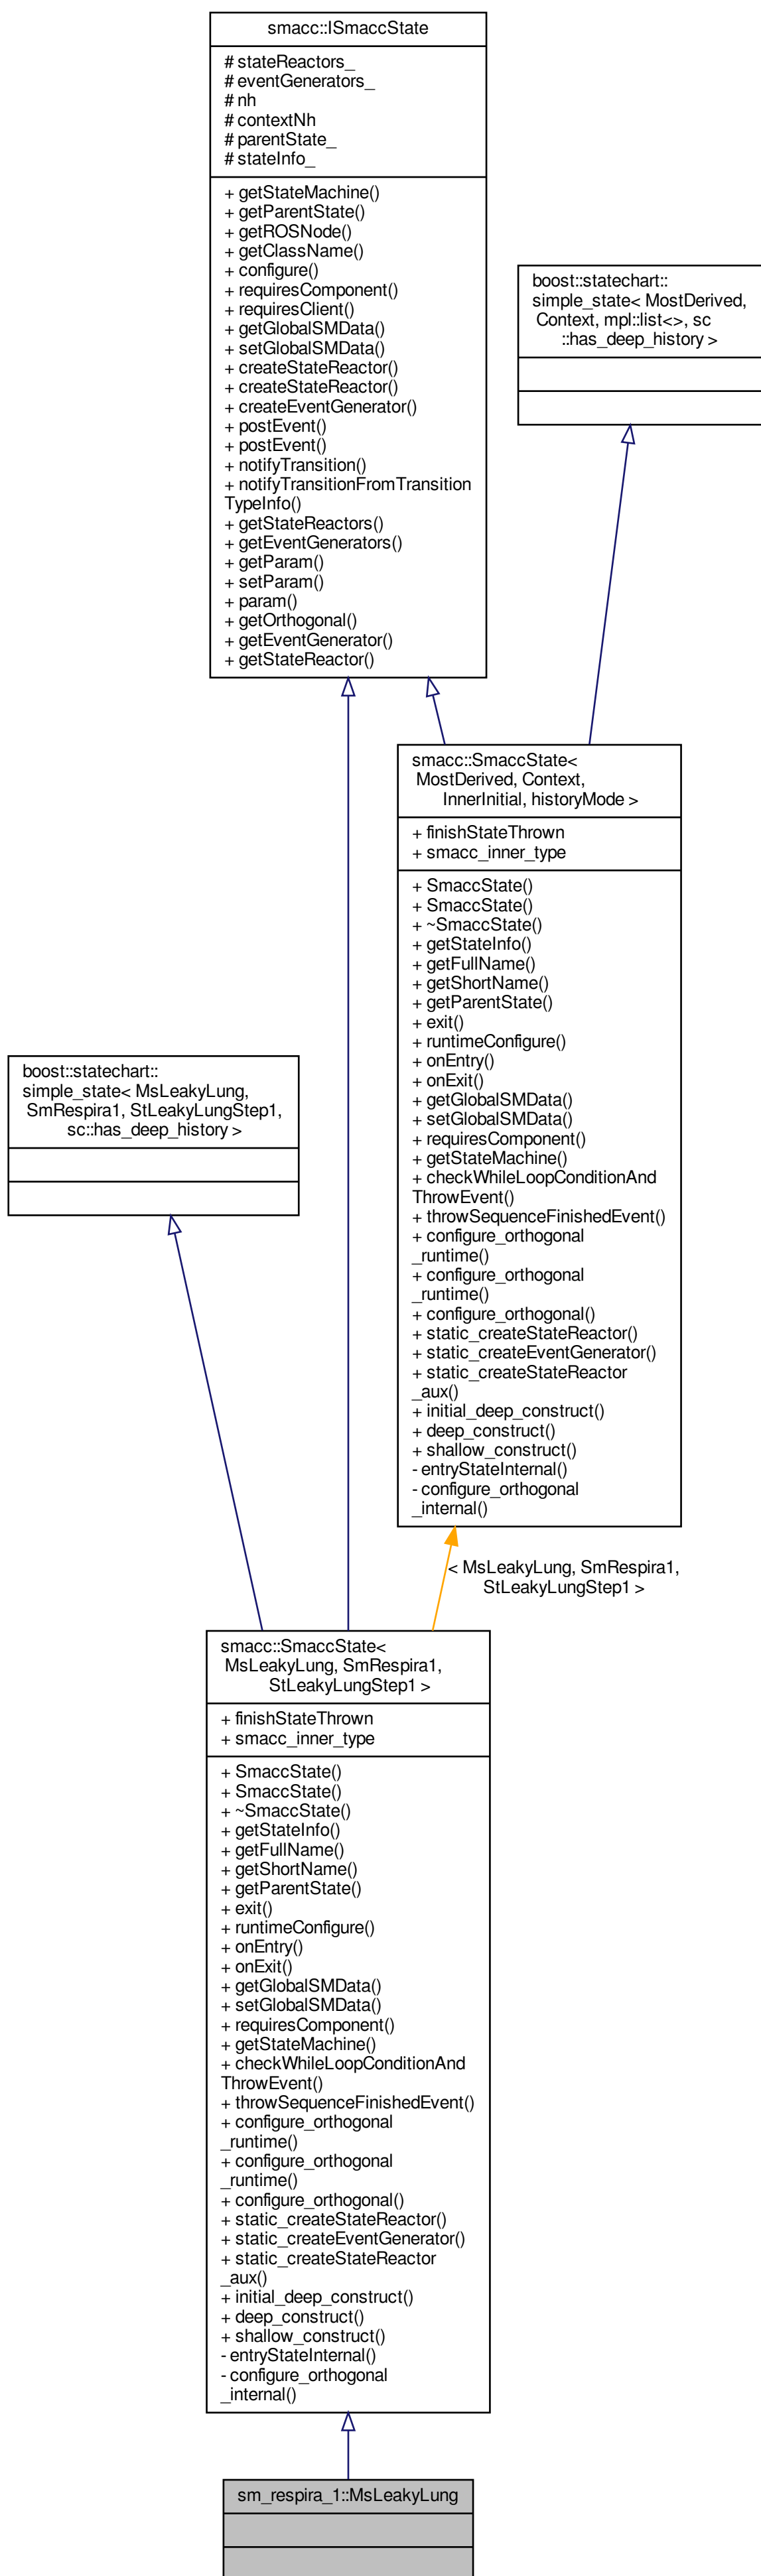 smacc::ISmaccState
# stateReactors_
# eventGenerators_
# nh
# contextNh
# parentState_
# stateInfo_
+ getStateMachine()
+ getParentState()
+ getROSNode()
+ getClassName()
+ configure()
+ requiresComponent()
+ requiresClient()
+ getGlobalSMData()
+ setGlobalSMData()
+ createStateReactor()
+ createStateReactor()
+ createEventGenerator()
+ postEvent()
+ postEvent()
+ notifyTransition()
+ notifyTransitionFromTransition
TypeInfo()
+ getStateReactors()
+ getEventGenerators()
+ getParam()
+ setParam()
+ param()
+ getOrthogonal()
+ getEventGenerator()
+ getStateReactor()
boost::statechart::
simple_state< MostDerived,
Context, mpl::list<>, sc
::has_deep_history >
smacc::SmaccState<
MostDerived, Context,
InnerInitial, historyMode >
+ finishStateThrown
+ smacc_inner_type
+ SmaccState()
+ SmaccState()
+ ~SmaccState()
+ getStateInfo()
+ getFullName()
+ getShortName()
+ getParentState()
+ exit()
+ runtimeConfigure()
+ onEntry()
+ onExit()
+ getGlobalSMData()
+ setGlobalSMData()
+ requiresComponent()
+ getStateMachine()
+ checkWhileLoopConditionAnd
ThrowEvent()
+ throwSequenceFinishedEvent()
+ configure_orthogonal
_runtime()
+ configure_orthogonal
_runtime()
+ configure_orthogonal()
+ static_createStateReactor()
+ static_createEventGenerator()
+ static_createStateReactor
_aux()
+ initial_deep_construct()
+ deep_construct()
+ shallow_construct()
- entryStateInternal()
- configure_orthogonal
_internal()
boost::statechart::
simple_state< MsLeakyLung,
SmRespira1, StLeakyLungStep1,
sc::has_deep_history >
< MsLeakyLung, SmRespira1,
StLeakyLungStep1 >
smacc::SmaccState<
MsLeakyLung, SmRespira1,
StLeakyLungStep1 >
+ finishStateThrown
+ smacc_inner_type
+ SmaccState()
+ SmaccState()
+ ~SmaccState()
+ getStateInfo()
+ getFullName()
+ getShortName()
+ getParentState()
+ exit()
+ runtimeConfigure()
+ onEntry()
+ onExit()
+ getGlobalSMData()
+ setGlobalSMData()
+ requiresComponent()
+ getStateMachine()
+ checkWhileLoopConditionAnd
ThrowEvent()
+ throwSequenceFinishedEvent()
+ configure_orthogonal
_runtime()
+ configure_orthogonal
_runtime()
+ configure_orthogonal()
+ static_createStateReactor()
+ static_createEventGenerator()
+ static_createStateReactor
_aux()
+ initial_deep_construct()
+ deep_construct()
+ shallow_construct()
- entryStateInternal()
- configure_orthogonal
_internal()
sm_respira_1::MsLeakyLung